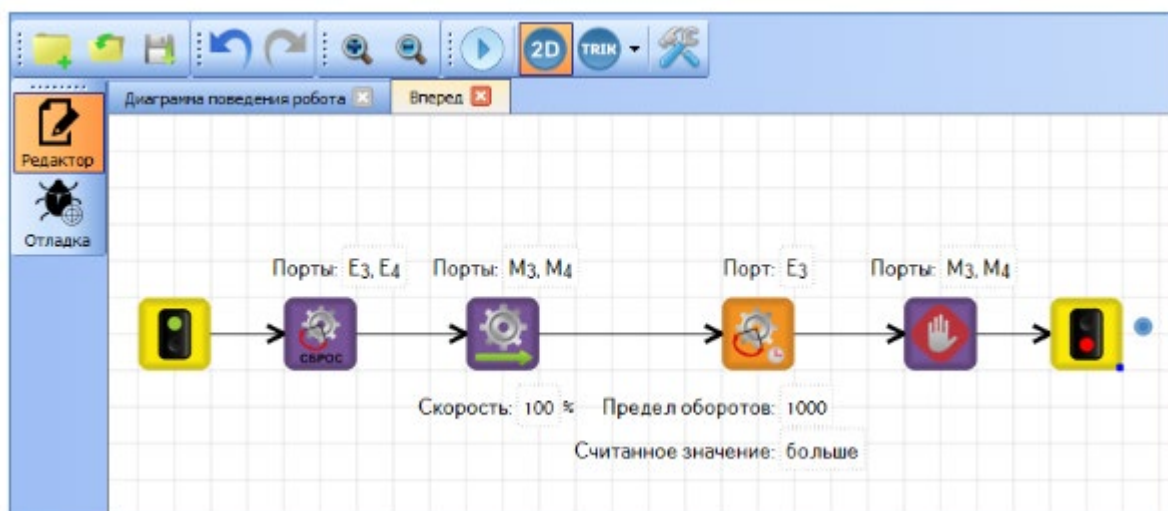 2D
TRIK
Диаграмма поведения робота
Вперед
Редактор
Отладка
Порты: E3, E4
Порты: M3, M4
Порт: E3
Порты: M3, M4
СБРОС
Скорость: 100 %
Предел оборотов: 1000
Считанное значение: больше